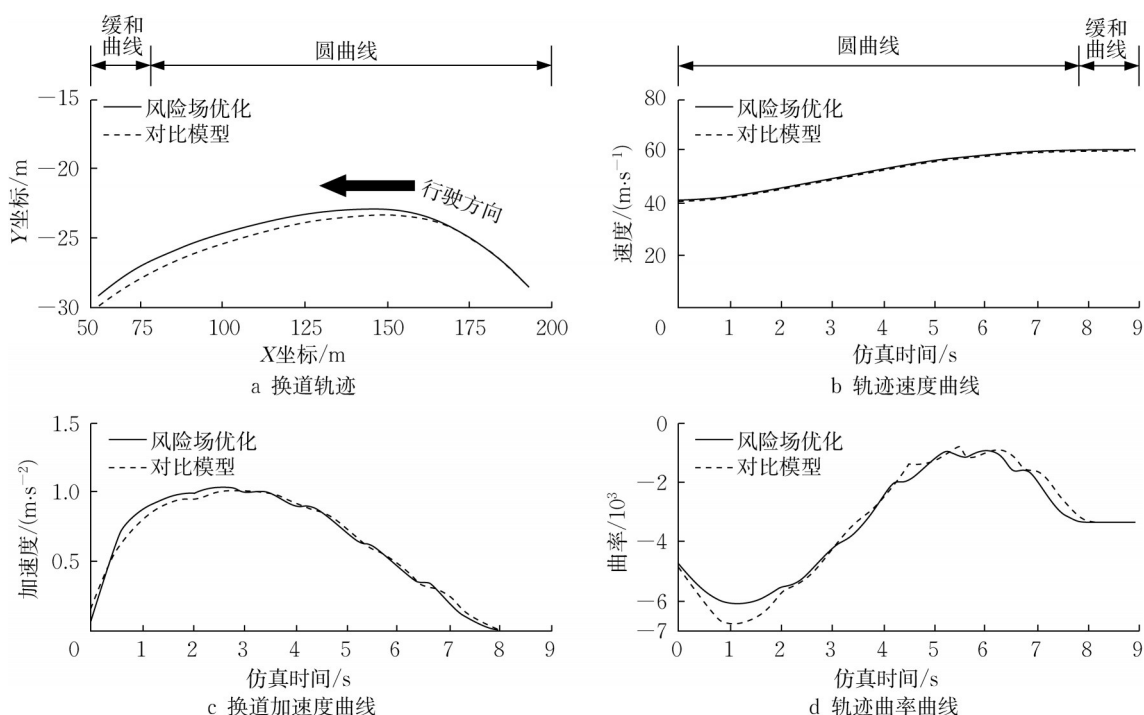 缓和
曲线
圆曲线
—15
—20
—25
—30
Y坐标/m
风险场优化
对比模型
行驶方向
50 75 100 125 150 175 200
X坐标/m
a 换道轨迹
圆曲线
缓和
曲线
80
60
40
20
0
速度/(m·s⁻¹)
风险场优化
对比模型
1 2 3 4 5 6 7 8 9
仿真时间/s
b 轨迹速度曲线
1.5
1.0
0.5
0
加速度/(m·s⁻²)
风险场优化
对比模型
1 2 3 4 5 6 7 8 9
仿真时间/s
c 换道加速度曲线
0
—2
—4
—6
—7
曲率/10³
风险场优化
对比模型
0 1 2 3 4 5 6 7 8 9
仿真时间/s
d 轨迹曲率曲线